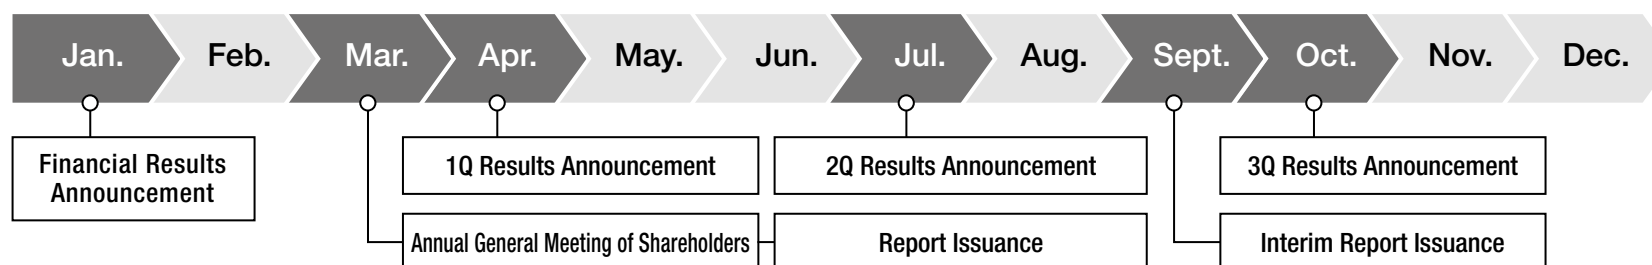 Jan.
Feb.
Mar.
Apr.
May.
Jun.
Jul.
Aug.
Sept.
Oct.
Nov.
Dec.
Financial Results
Announcement
1Q Results Announcement
2Q Results Announcement
3Q Results Announcement
Annual General Meeting of Shareholders
Report Issuance
Interim Report Issuance